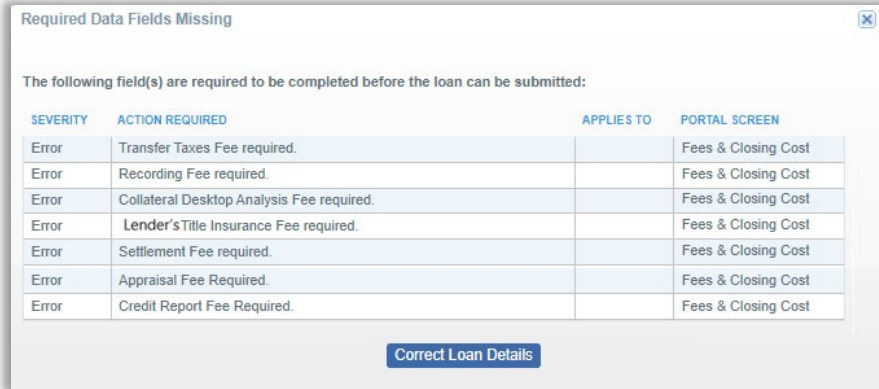 Required Data Fields Missing
The following field(s) are required to be completed before the loan can be submitted:
SEVERITY ACTION REQUIRED APPLIES TO PORTAL SCREEN
Error Transfer Taxes Fee required. Fees & Closing Cost
Error Recording Fee required. Fees & Closing Cost
Error Collateral Desktop Analysis Fee required. Fees & Closing Cost
Error Lender's Title Insurance Fee required. Fees & Closing Cost
Error Settlement Fee required. Fees & Closing Cost
Error Appraisal Fee Required. Fees & Closing Cost
Error Credit Report Fee Required. Fees & Closing Cost
Correct Loan Details